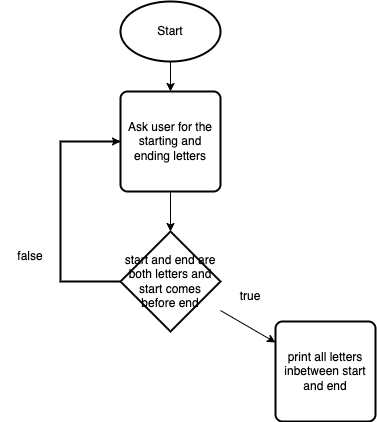 Start
Ask user for the
starting and
ending letters
start and end are
both letters and
start comes
before end
false
true
print all letters
inbetween start
and end